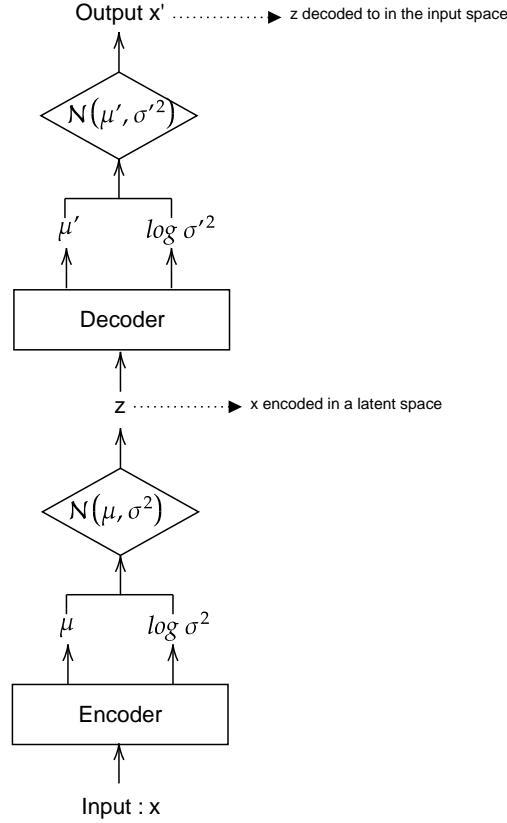 Output x'
z decoded to in the input space
N(μ′, σ′²)
μ′
log σ′²
Decoder
z
x encoded in a latent space
N(μ, σ²)
μ
log σ²
Encoder
Input : x